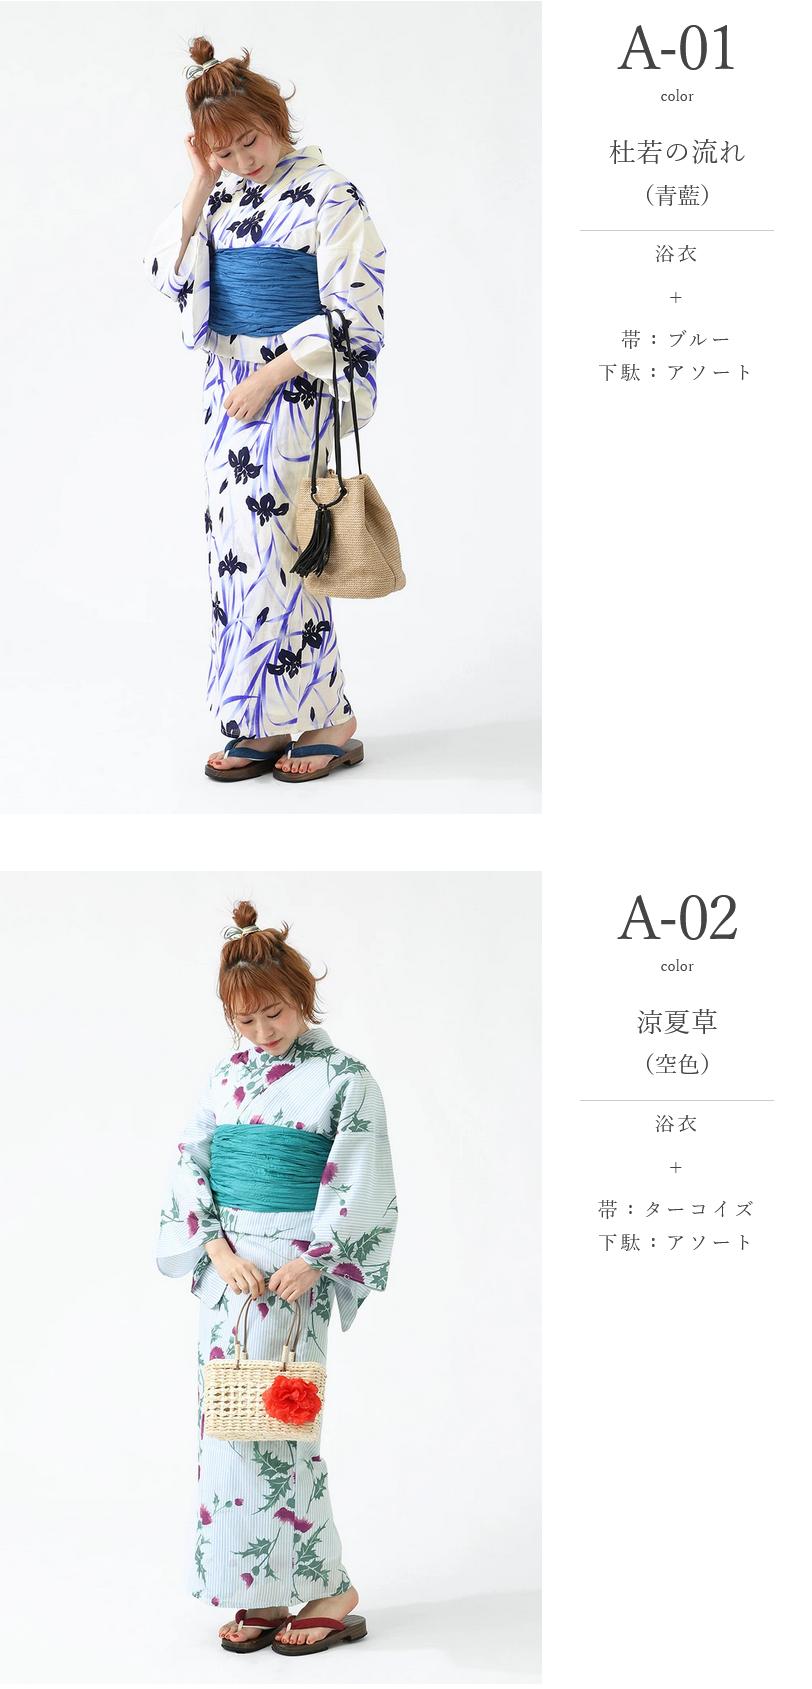 A-01
color
杜若の流れ
（青藍）
浴衣
+
帯：ブルー
下駄：アソート
A-02
color
涼夏草
（空色）
浴衣
+
帯：ターコイズ
下駄：アソート